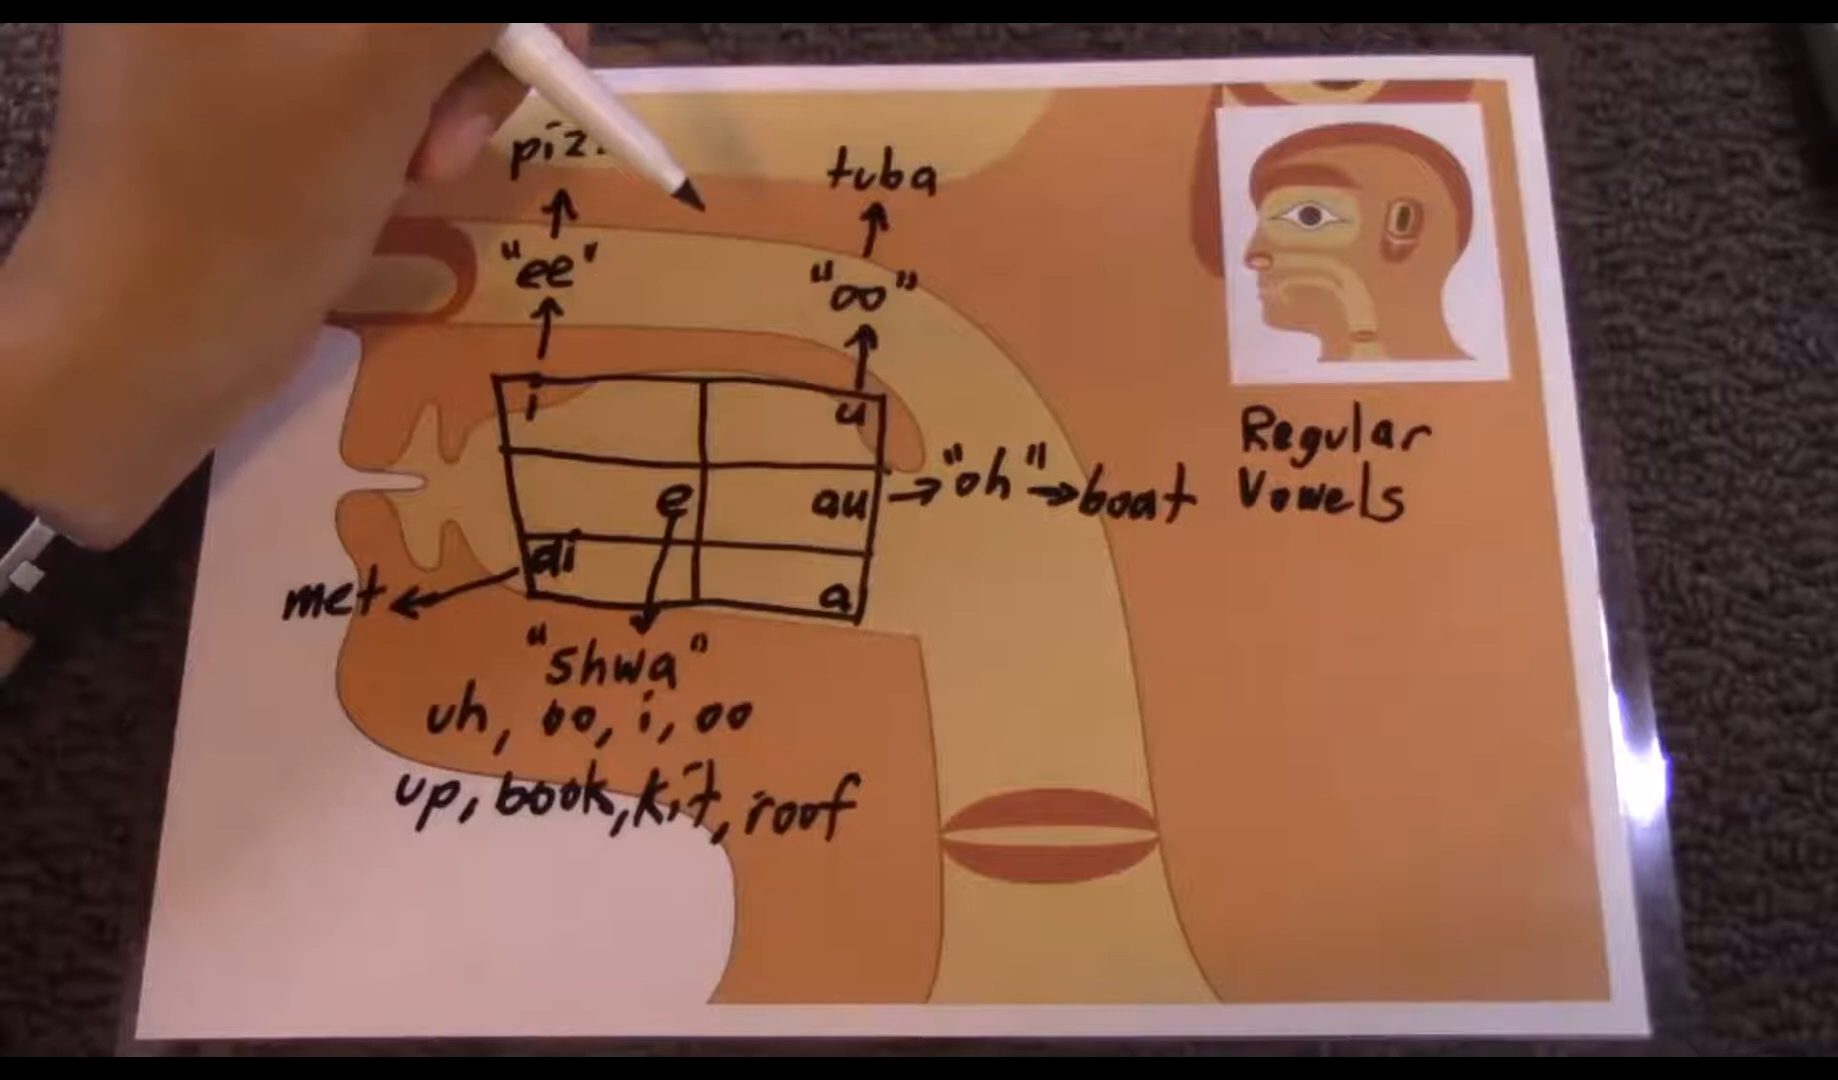 tuba
"ee"
"oo"
i
u
e
au → "oh" → boat
ai
a
met
"shwa"
uh, oo, i, oo
up, book, kit, roof
Regular
Vowels